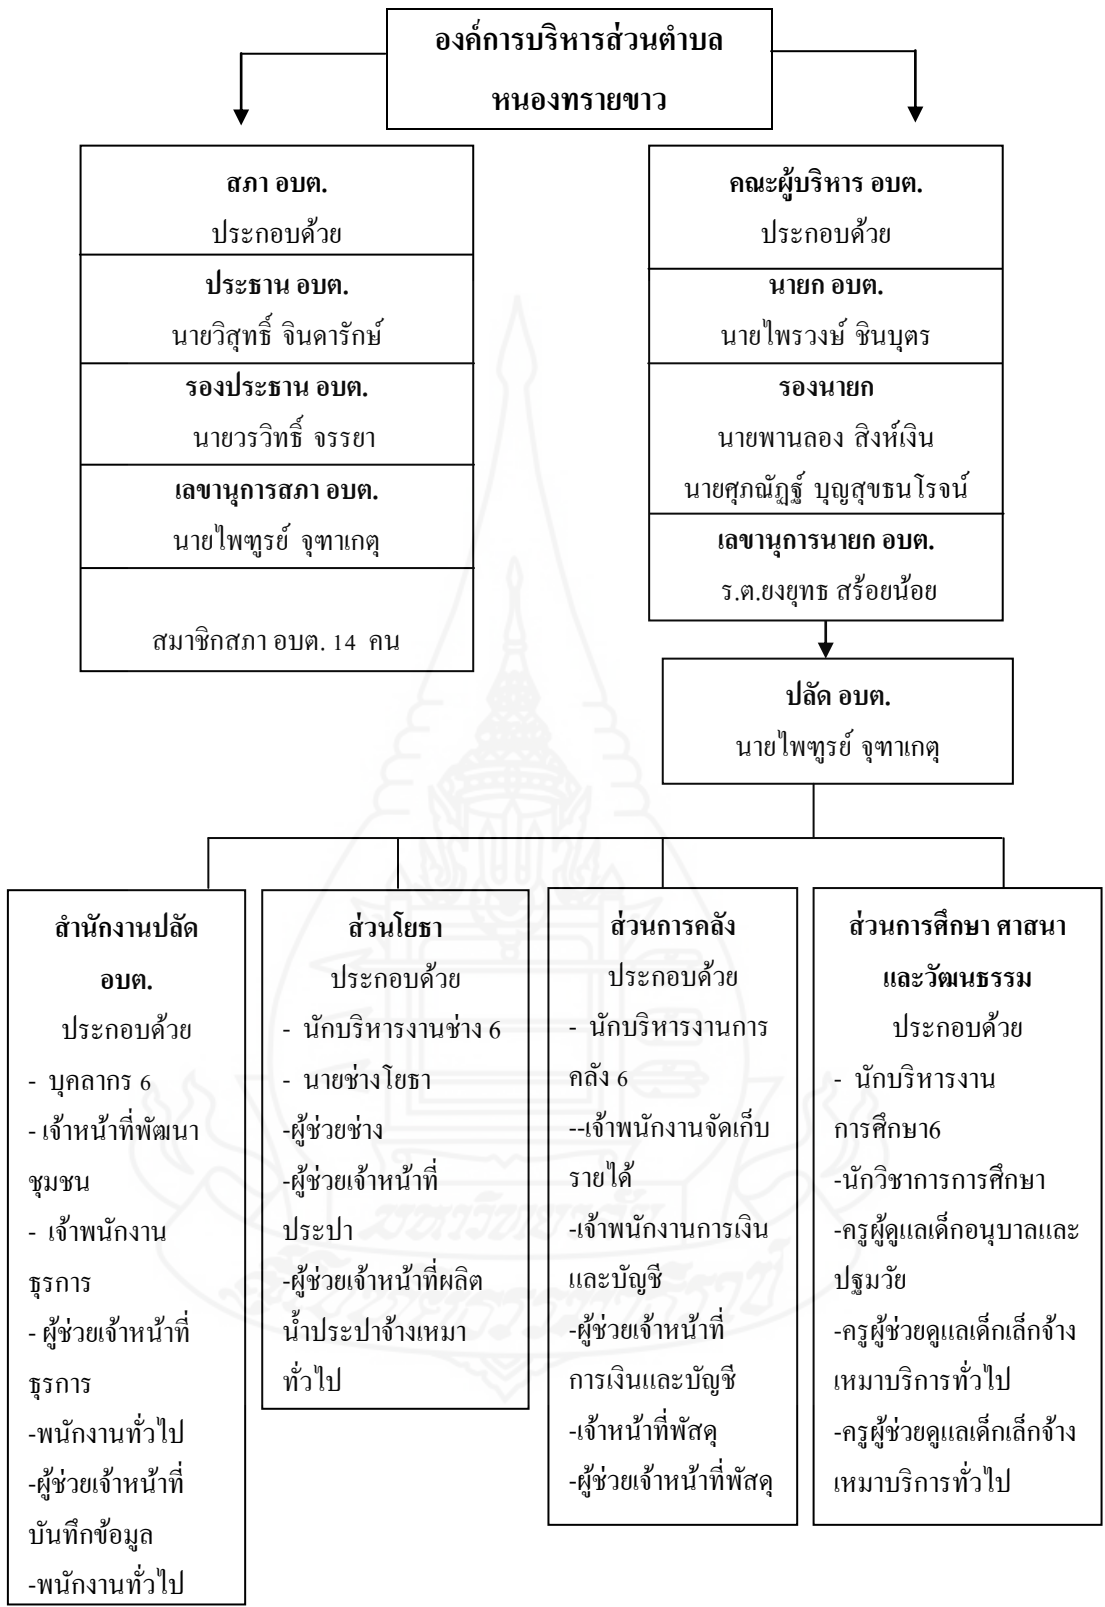 องค์การบริหารส่วนตำบล
หนองทรายขาว
สภา อบต.
ประกอบด้วย
ประธาน อบต.
นายวิสุทธิ์ จินดารักษ์
รองประธาน อบต.
นายวรวิทธิ์ จรรยา
เลขานุการสภา อบต.
นายไพฑูรย์ จุฑาเกตุ
สมาชิกสภา อบต. 14 คน
คณะผู้บริหาร อบต.
ประกอบด้วย
นายก อบต.
นายไพรวงษ์ ชินบุตร
รองนายก
นายพานลอง สิงห์เงิน
นายศุภณัฏฐ์ บุญสุขธนโรจน์
เลขานุการนายก อบต.
ร.ต.ยงยุทธ สร้อยน้อย
ปลัด อบต.
นายไพฑูรย์ จุฑาเกตุ
สำนักงานปลัด
อบต.
ประกอบด้วย
- บุคลากร 6
- เจ้าหน้าที่พัฒนา
ชุมชน
- เจ้าพนักงาน
ธุรการ
- ผู้ช่วยเจ้าหน้าที่
ธุรการ
-พนักงานทั่วไป
-ผู้ช่วยเจ้าหน้าที่
บันทึกข้อมูล
-พนักงานทั่วไป
ส่วนโยธา
ประกอบด้วย
- นักบริหารงานช่าง 6
- นายช่างโยธา
-ผู้ช่วยช่าง
-ผู้ช่วยเจ้าหน้าที่
ประปา
-ผู้ช่วยเจ้าหน้าที่ผลิต
น้ำประปาจ้างเหมา
ทั่วไป
ส่วนการคลัง
ประกอบด้วย
- นักบริหารงานการ
คลัง 6
--เจ้าพนักงานจัดเก็บ
รายได้
-เจ้าพนักงานการเงิน
และบัญชี
-ผู้ช่วยเจ้าหน้าที่
การเงินและบัญชี
-เจ้าหน้าที่พัสดุ
-ผู้ช่วยเจ้าหน้าที่พัสดุ
ส่วนการศึกษา ศาสนา
และวัฒนธรรม
ประกอบด้วย
- นักบริหารงาน
การศึกษา6
-นักวิชาการการศึกษา
-ครูผู้ดูแลเด็กอนุบาลและ
ปฐมวัย
-ครูผู้ช่วยดูแลเด็กเล็กจ้าง
เหมาบริการทั่วไป
-ครูผู้ช่วยดูแลเด็กเล็กจ้าง
เหมาบริการทั่วไป